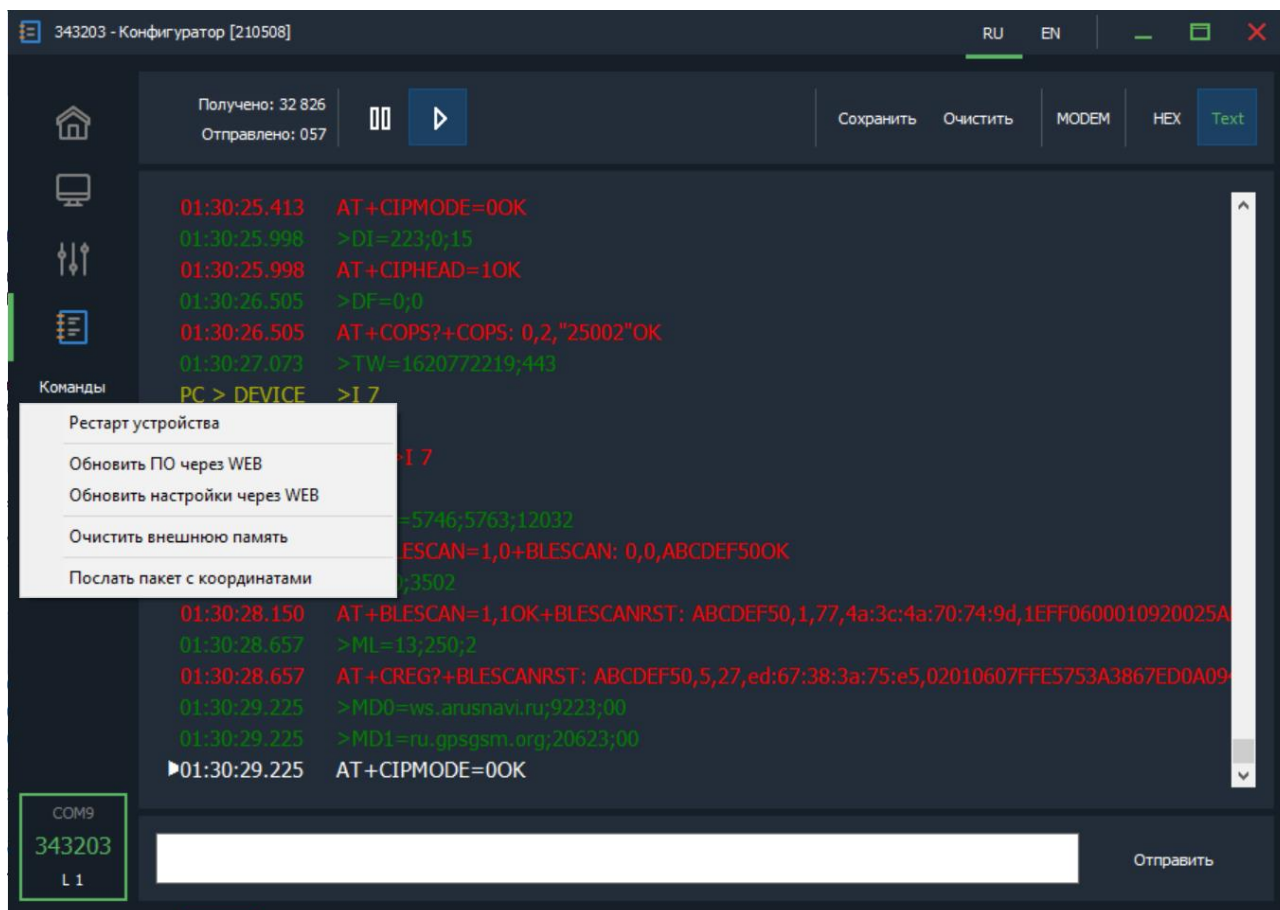 343203 - Конфигуратор [210508] RU EN
Получено: 32 826
Отправлено: 057
Сохранить Очистить MODEM HEX Text
01:30:25.413 AT+CIPMODE=0OK
01:30:25.998 >DI=223;0;15
01:30:25.998 AT+CIPHEAD=1OK
01:30:26.505 >DF=0;0
01:30:26.505 AT+COPS?+COPS: 0,2,"25002"OK
01:30:27.073 >TW=1620772219;443
Команды
PC > DEVICE >I 7
Рестарт устройства
>I 7
Обновить ПО через WEB
Обновить настройки через WEB
=5746;5763;12032
Очистить внешнюю память
LESCAN=1,0+BLESCAN: 0,0,ABCDEF50OK
Послать пакет с координатами
;3502
01:30:28.150 AT+BLESCAN=1,1OK+BLESCANRST: ABCDEF50,1,77,4a:3c:4a:70:74:9d,1EFF0600010920025A
01:30:28.657 >ML=13;250;2
01:30:28.657 AT+CREG?+BLESCANRST: ABCDEF50,5,27,ed:67:38:3a:75:e5,02010607FFE5753A3867ED0A09
01:30:29.225 >MD0=ws.arusnavi.ru;9223;00
01:30:29.225 >MD1=ru.gpsgsm.org;20623;00
01:30:29.225 AT+CIPMODE=0OK
COM9
343203
L 1
Отправить